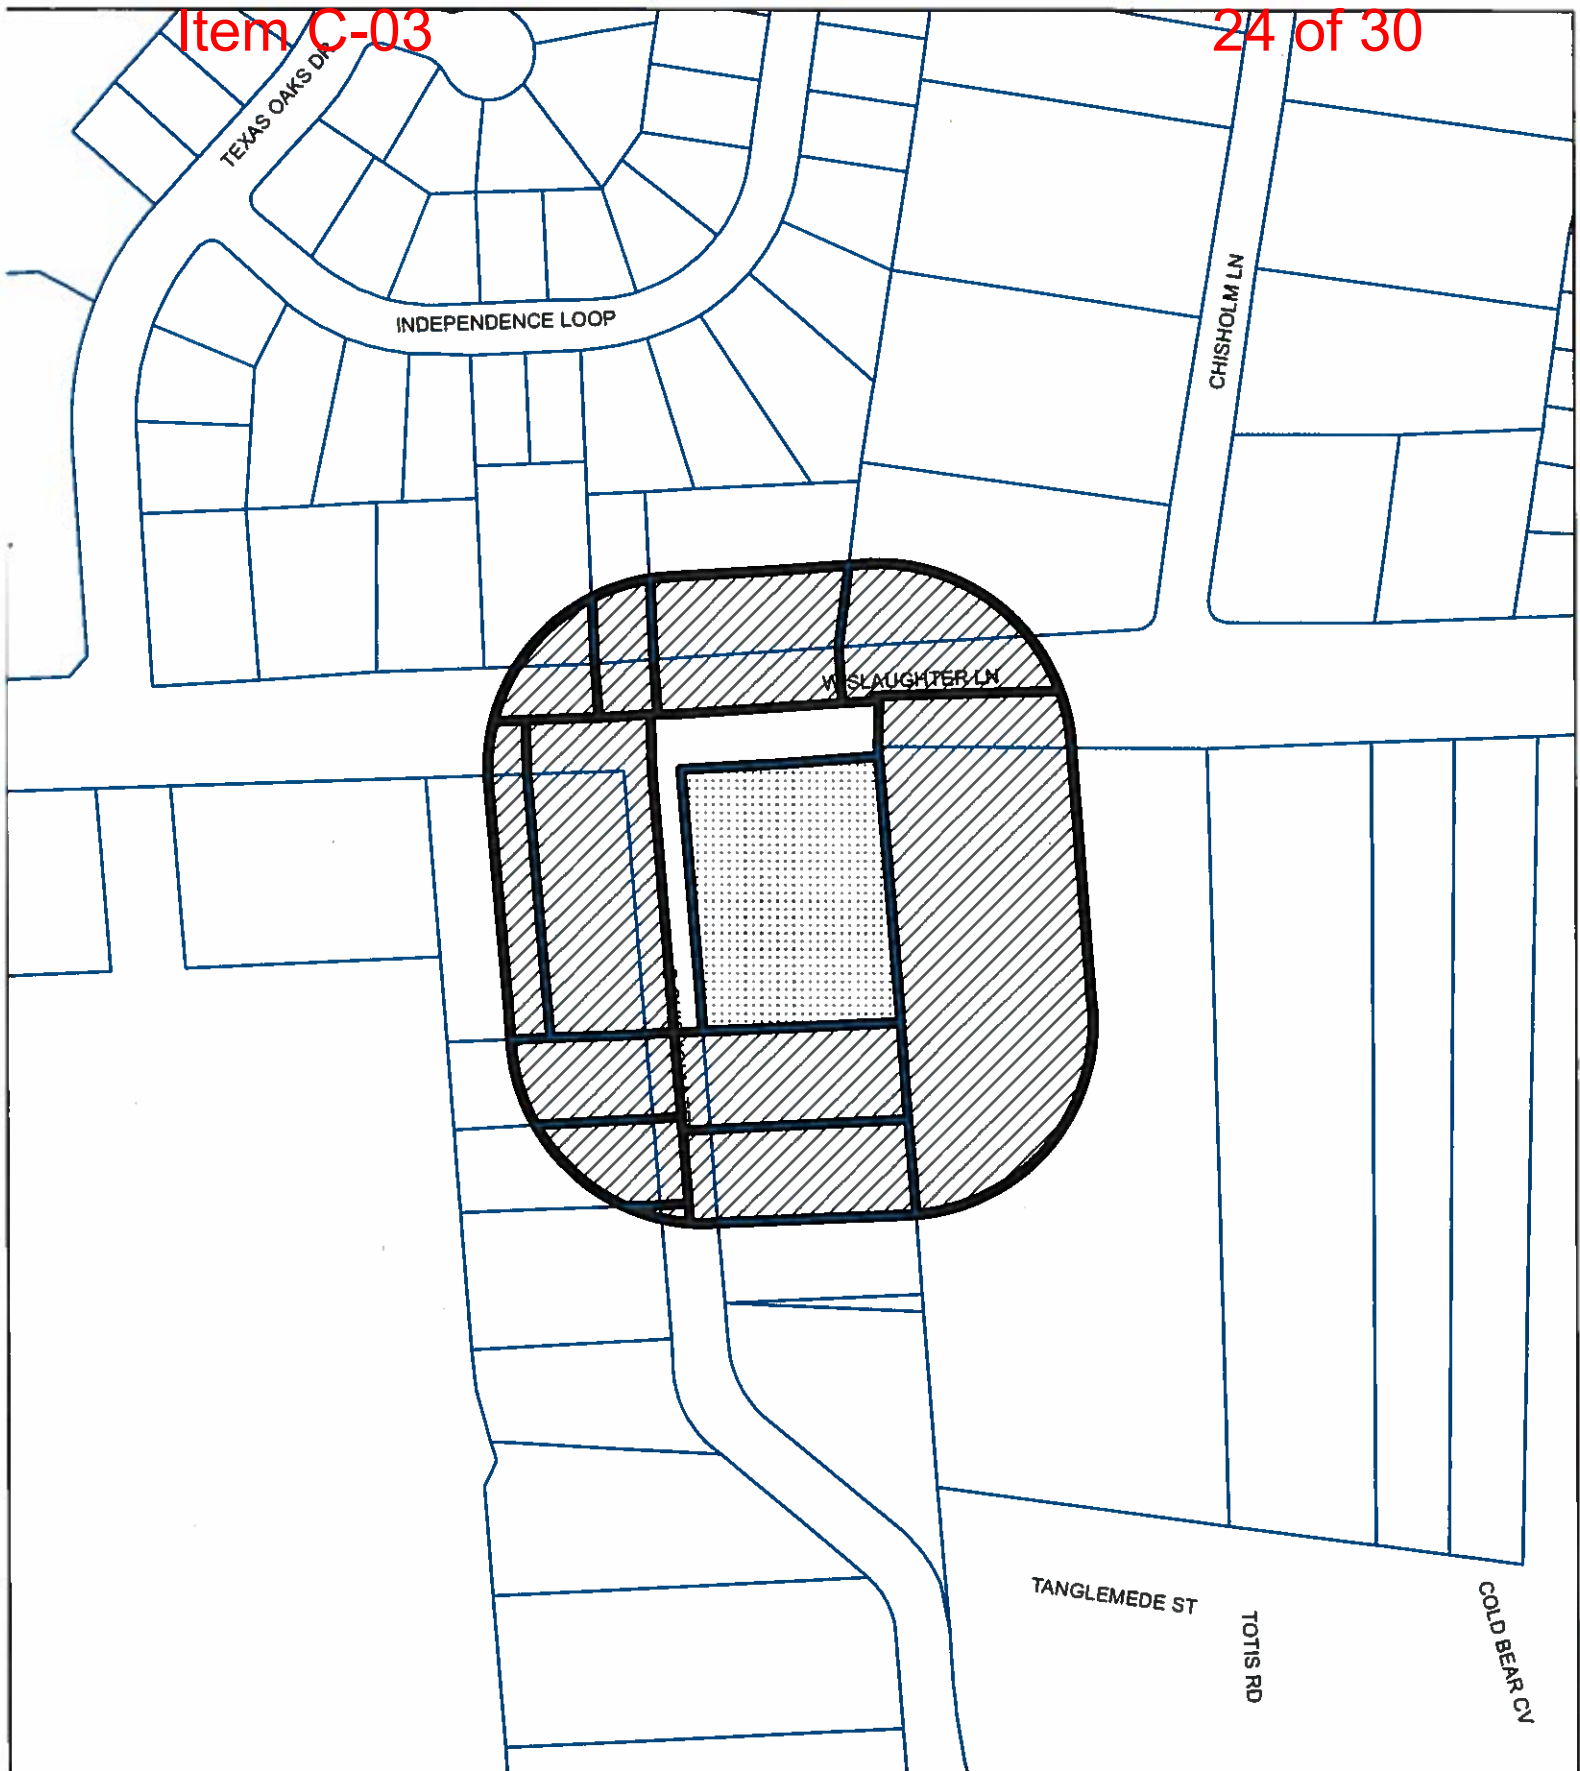 Item C-03
24 of 30
TEXAS OAKS DR
INDEPENDENCE LOOP
CHISHOLM LN
W SLAUGHTER LN
TANGLEMEDE ST
TOTIS RD
COLD BEAR CV